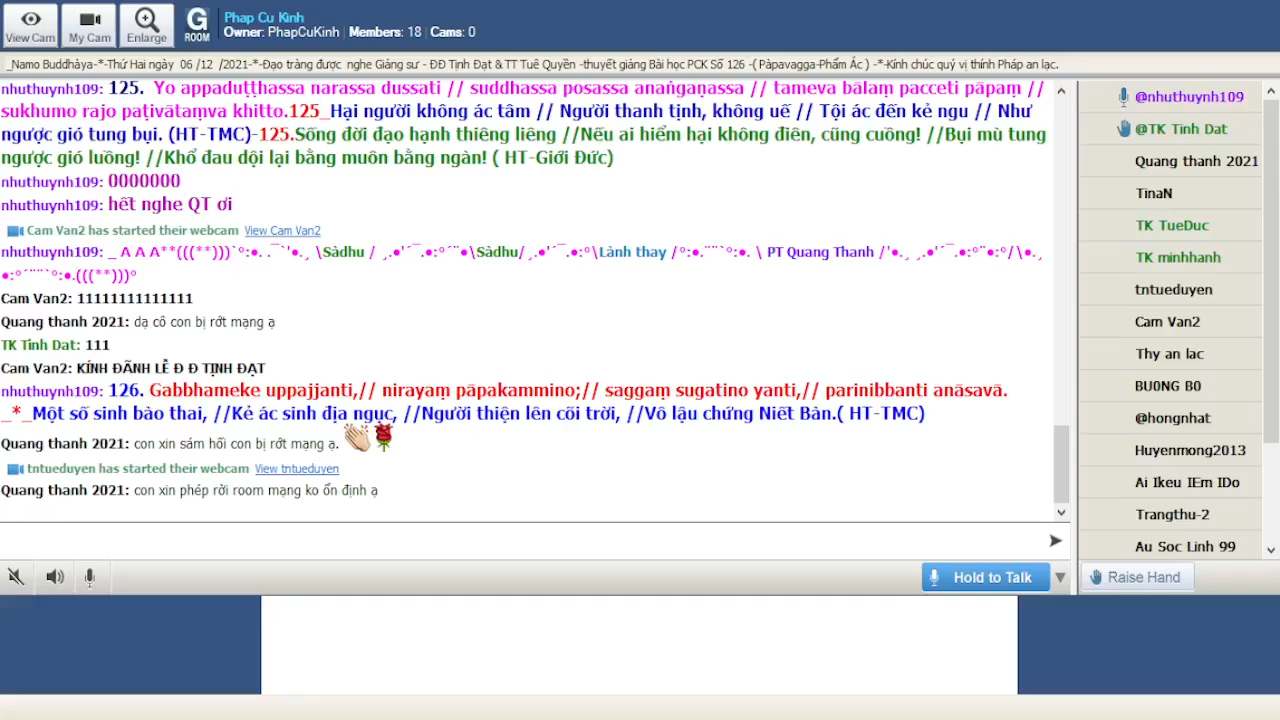 View Cam
My Cam
Enlarge
G
ROOM
Phap Cu Kinh
Owner: PhapCuKinh | Members: 18 | Cams: 0
_Namo Buddhàya-*-Thứ Hai ngày 06 /12 /2021-*-Đạo tràng được nghe Giảng sư - ĐĐ Tịnh Đạt & TT Tuê Quyền -thuyết giảng Bài học PCK Số 126 -( Pàpavagga-Phẩm Ác ) -*-Kính chúc quý vị thính Pháp an lạc.
nhuthuynh109: 125. Yo appaduṭṭhassa narassa dussati // suddhassa posassa anaṅgaṇassa // tameva bālaṃ pacceti pāpaṃ //
sukhumo rajo paṭivātaṃva khitto.125_Hại người không ác tâm // Người thanh tịnh, không uế // Tội ác đến kẻ ngu // Như
ngược gió tung bụi. (HT-TMC)-125.Sống đời đạo hạnh thiêng liêng //Nếu ai hiểm hại không điên, cũng cuồng! //Bụi mù tung
ngược gió luồng! //Khổ đau dội lại bằng muôn bằng ngàn! ( HT-Giới Đức)
nhuthuynh109: 0000000
nhuthuynh109: hết nghe QT ơi
Cam Van2 has started their webcam View Cam Van2
nhuthuynh109: _ A A A**(((**)))`°:•. .¯`'•.¸ \Sàdhu / ¸.•'´¯.•:°´¨•\Sàdhu/¸.•'´¯.•:°\Lành thay /°:•.¨¨`°:•. \ PT Quang Thanh /'•.¸ ¸.•'´¯.•:°¨•:°/\•.¸
•:°´¨¨`°:•.(((**)))°
Cam Van2: 11111111111111
Quang thanh 2021: dạ cô con bị rớt mạng ạ
TK Tinh Dat: 111
Cam Van2: KÍNH ĐÃNH LỄ Đ Đ TỊNH ĐẠT
nhuthuynh109: 126. Gabbhameke uppajjanti,// nirayaṃ pāpakammino;// saggaṃ sugatino yanti,// parinibbanti anāsavā.
_*_Một số sinh bào thai, //Kẻ ác sinh địa ngục, //Người thiện lên cõi trời, //Vô lậu chứng Niết Bàn.( HT-TMC)
Quang thanh 2021: con xin sám hối con bị rớt mạng ạ.
tntueduyen has started their webcam View tntueduyen
Quang thanh 2021: con xin phép rời room mạng ko ổn định ạ
Hold to Talk
@nhuthuynh109
@TK Tinh Dat
Quang thanh 2021
TinaN
TK TueDuc
TK minhhanh
tntueduyen
Cam Van2
Thy an lac
BU0NG B0
@hongnhat
Huyenmong2013
Ai Ikeu IEm IDo
Trangthu-2
Au Soc Linh 99
Raise Hand